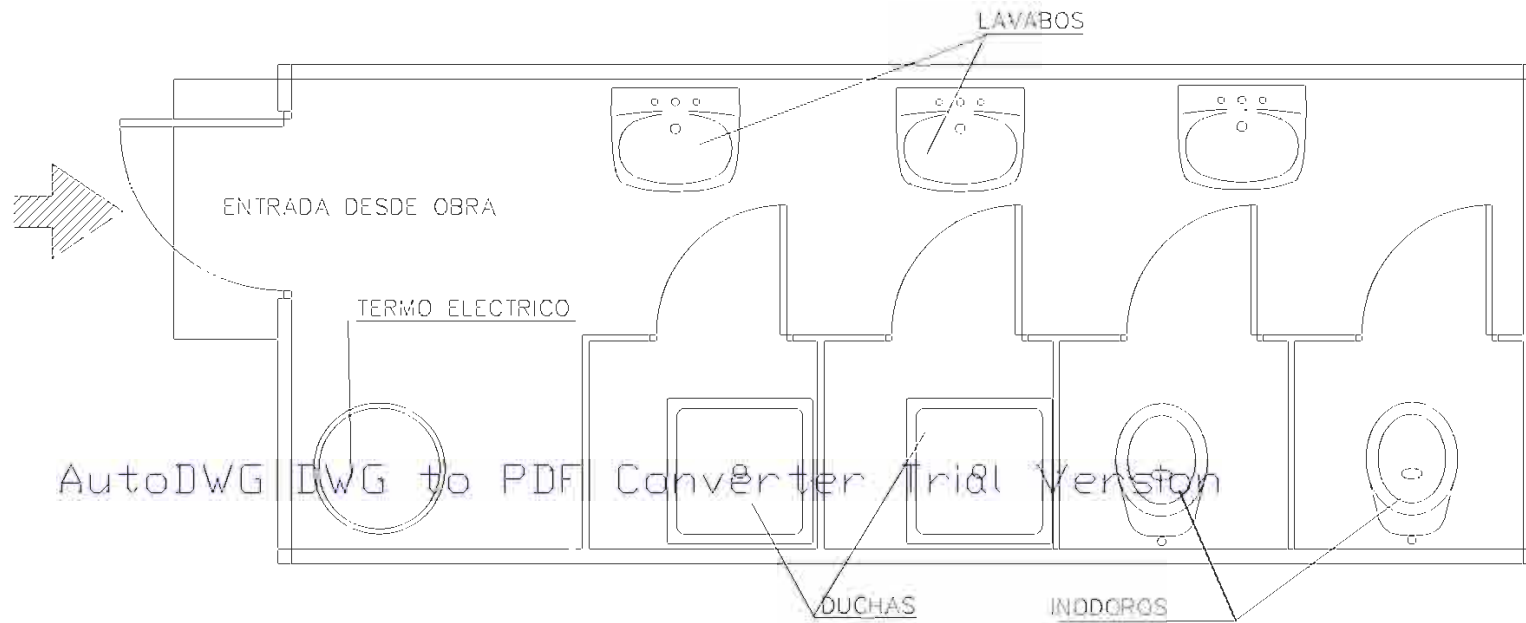 LAVABOS
ENTRADA DESDE OBRA
TERMO ELECTRICO
AutoDWG DWG to PDF Converter Trial Version
DUCHAS
INODOROS